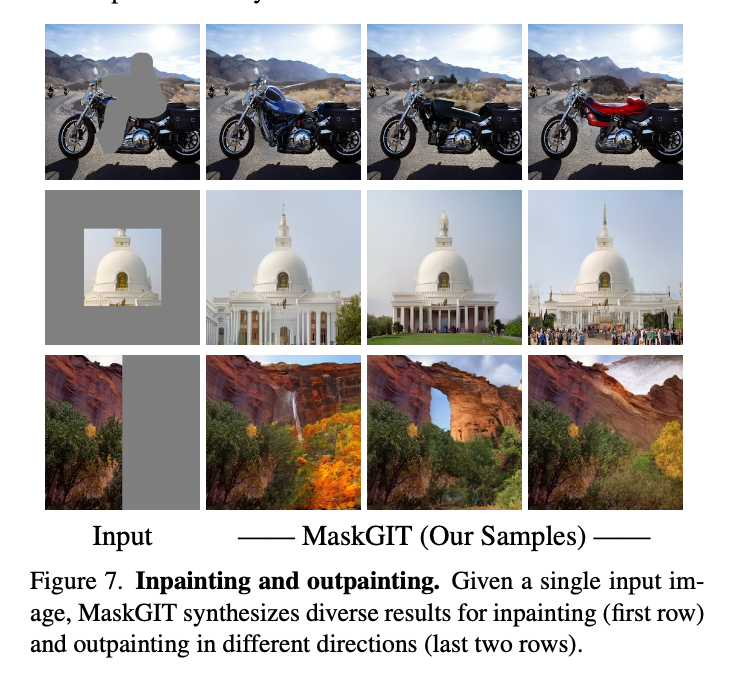 Input
—— MaskGIT (Our Samples) ——
Figure 7. Inpainting and outpainting. Given a single input im-
age, MaskGIT synthesizes diverse results for inpainting (first row)
and outpainting in different directions (last two rows).